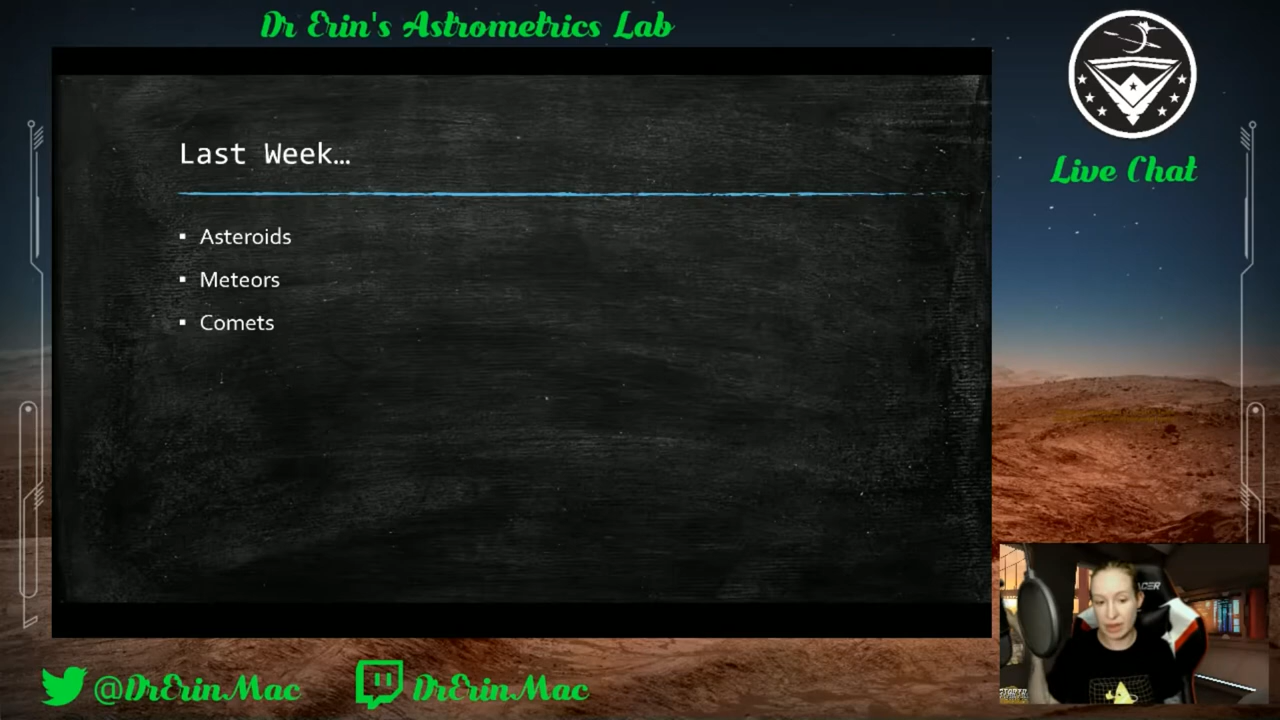 Dr Erin's Astrometrics Lab
Live Chat
Last Week…
▪ Asteroids
▪ Meteors
▪ Comets
@DrErinMac
DrErinMac